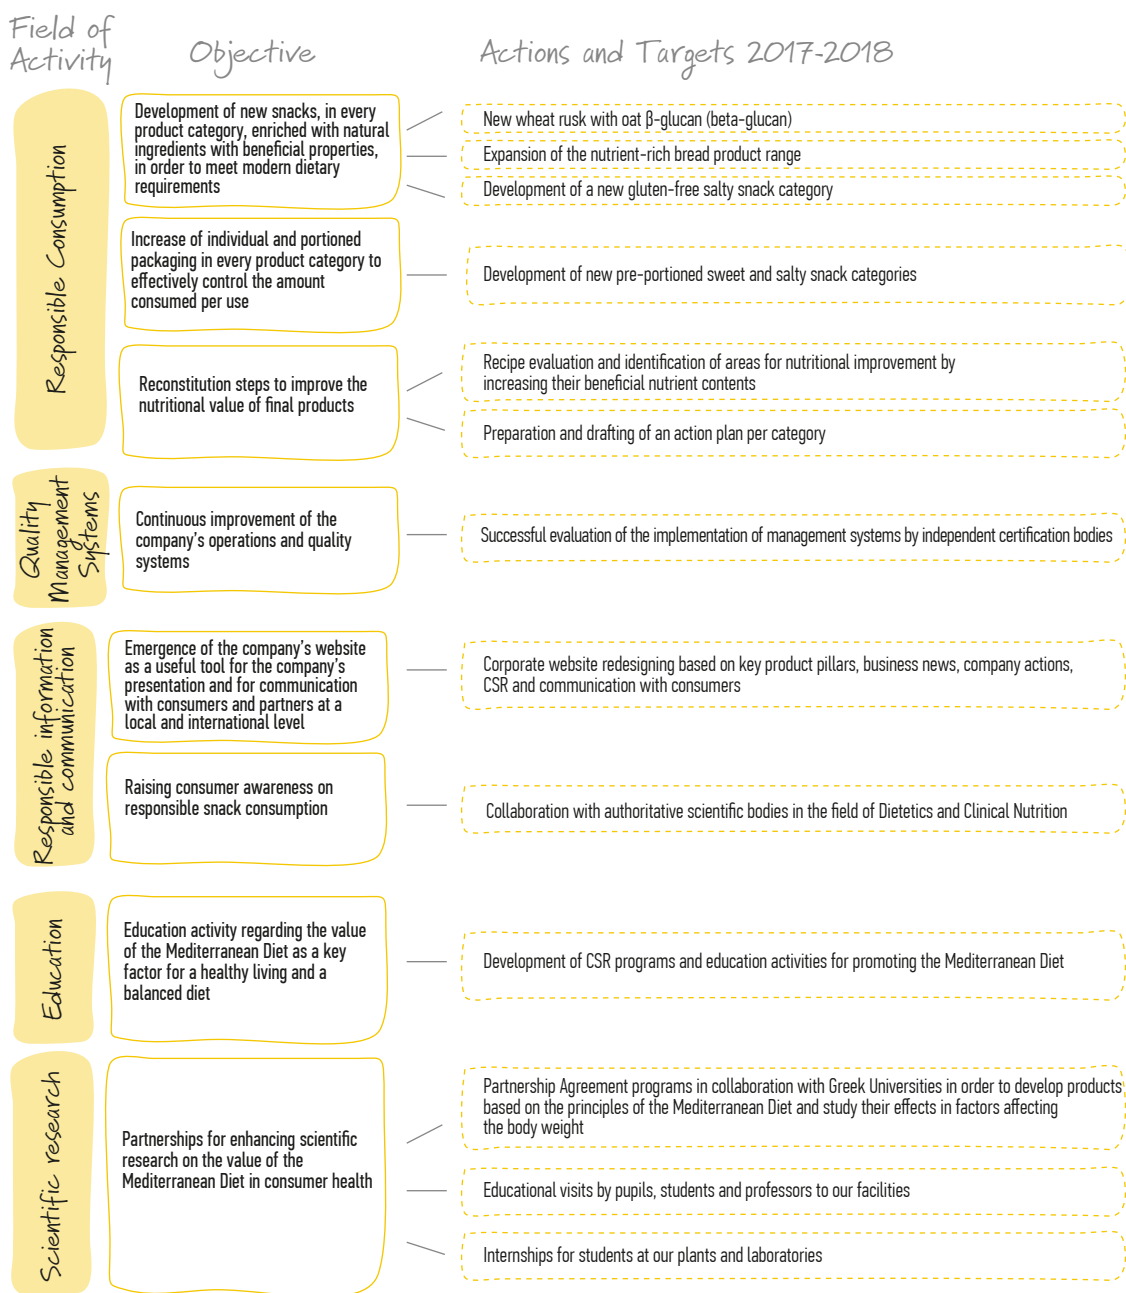 Field of
Activity
Objective
Actions and Targets 2017-2018
Responsible Consumption
Development of new snacks, in every
product category, enriched with natural
ingredients with beneficial properties,
in order to meet modern dietary
requirements
New wheat rusk with oat β-glucan (beta-glucan)
Expansion of the nutrient-rich bread product range
Development of a new gluten-free salty snack category
Increase of individual and portioned
packaging in every product category to
effectively control the amount
consumed per use
Development of new pre-portioned sweet and salty snack categories
Reconstitution steps to improve the
nutritional value of final products
Recipe evaluation and identification of areas for nutritional improvement by
increasing their beneficial nutrient contents
Preparation and drafting of an action plan per category
Quality
Management
Systems
Continuous improvement of the
company's operations and quality
systems
Successful evaluation of the implementation of management systems by independent certification bodies
Responsible information
and communication
Emergence of the company's website
as a useful tool for the company's
presentation and for communication
with consumers and partners at a
local and international level
Corporate website redesigning based on key product pillars, business news, company actions,
CSR and communication with consumers
Raising consumer awareness on
responsible snack consumption
Collaboration with authoritative scientific bodies in the field of Dietetics and Clinical Nutrition
Education
Education activity regarding the value
of the Mediterranean Diet as a key
factor for a healthy living and a
balanced diet
Development of CSR programs and education activities for promoting the Mediterranean Diet
Scientific research
Partnerships for enhancing scientific
research on the value of the
Mediterranean Diet in consumer health
Partnership Agreement programs in collaboration with Greek Universities in order to develop products
based on the principles of the Mediterranean Diet and study their effects in factors affecting
the body weight
Educational visits by pupils, students and professors to our facilities
Internships for students at our plants and laboratories